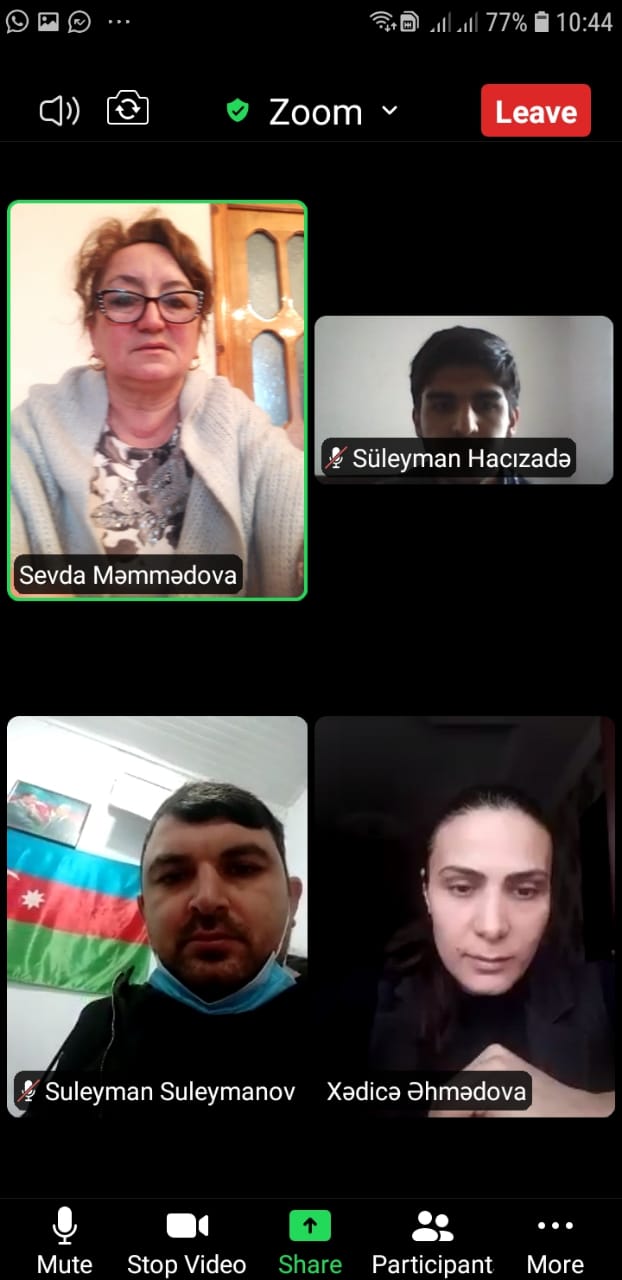 77% 10:44
Zoom
Leave
Sevda Məmmədova
Süleyman Hacızadə
Suleyman Suleymanov
Xədicə Əhmədova
Mute
Stop Video
Share
Participant
More